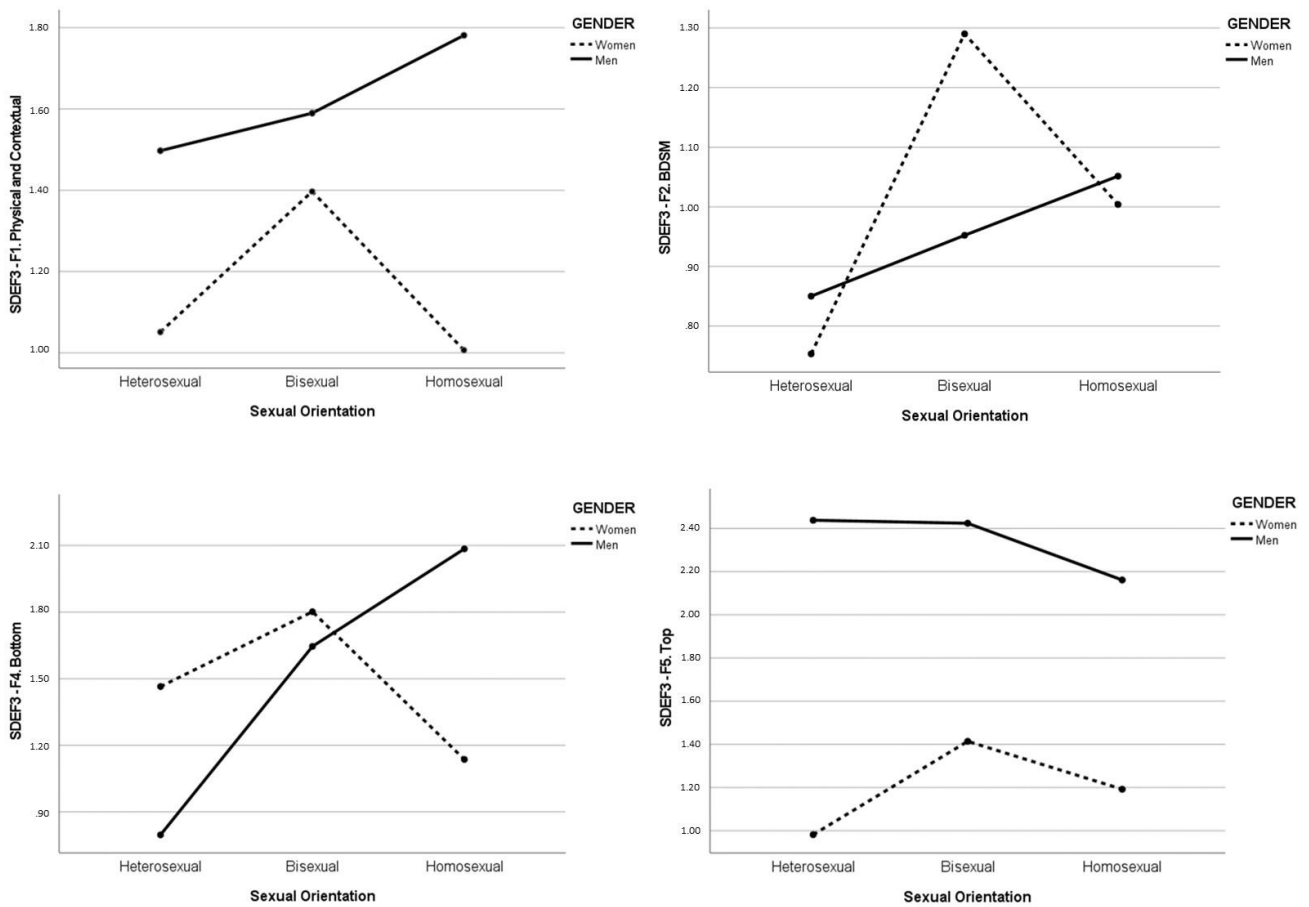 SDEF3 - F1. Physical and Contextual
1.80
1.60
1.40
1.20
1.00
Heterosexual
Bisexual
Homosexual
Sexual Orientation
GENDER
Women
Men
SDEF3 - F2. BDSM
1.30
1.20
1.10
1.00
.90
.80
Heterosexual
Bisexual
Homosexual
Sexual Orientation
GENDER
Women
Men
SDEF3 - F4. Bottom
2.10
1.80
1.50
1.20
.90
Heterosexual
Bisexual
Homosexual
Sexual Orientation
GENDER
Women
Men
SDEF3 - F5. Top
2.40
2.20
2.00
1.80
1.60
1.40
1.20
1.00
Heterosexual
Bisexual
Homosexual
Sexual Orientation
GENDER
Women
Men